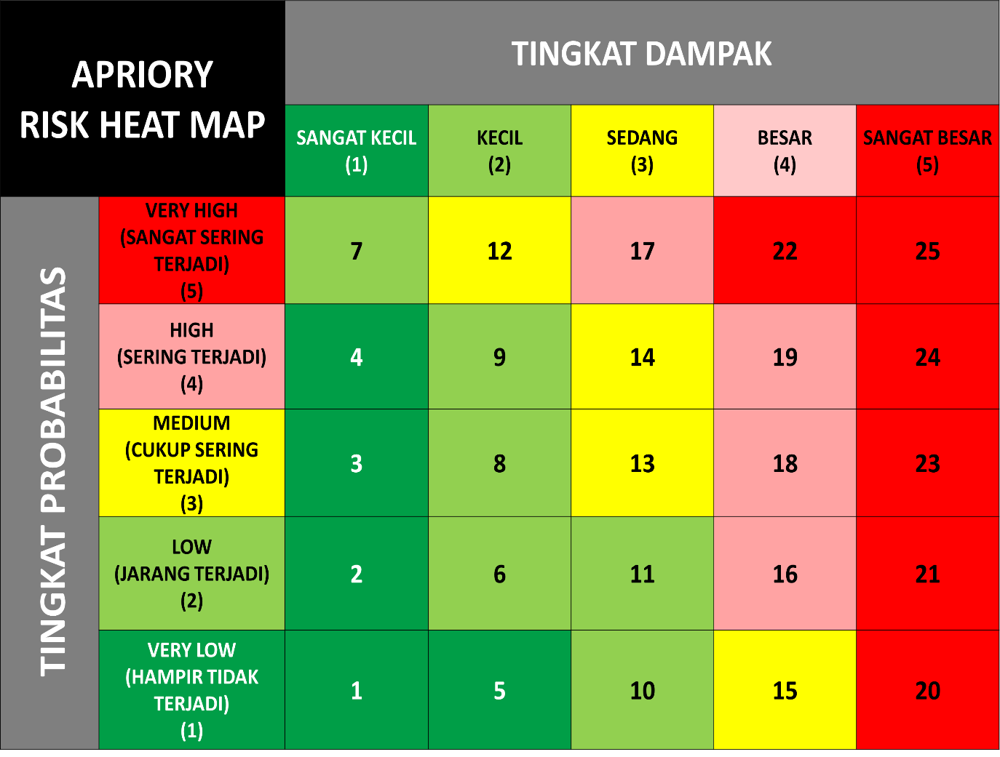 APRIORY
RISK HEAT MAP
TINGKAT DAMPAK
SANGAT KECIL
(1)
KECIL
(2)
SEDANG
(3)
BESAR
(4)
SANGAT BESAR
(5)
TINGKAT PROBABILITAS
VERY HIGH
(SANGAT SERING
TERJADI)
(5)
7
12
17
22
25
HIGH
(SERING TERJADI)
(4)
4
9
14
19
24
MEDIUM
(CUKUP SERING
TERJADI)
(3)
3
8
13
18
23
LOW
(JARANG TERJADI)
(2)
2
6
11
16
21
VERY LOW
(HAMPIR TIDAK
TERJADI)
(1)
1
5
10
15
20